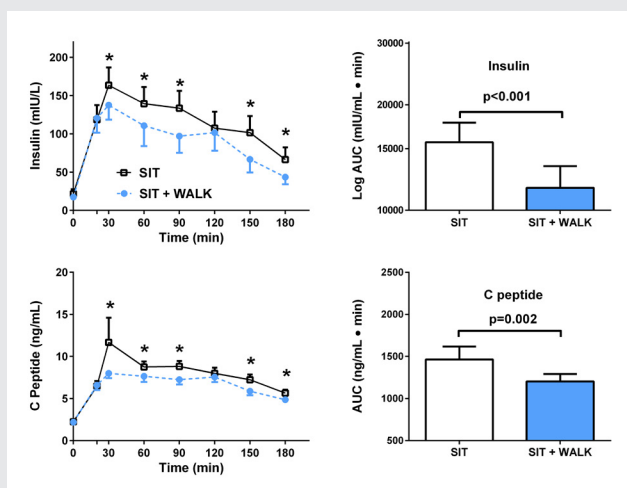 200
150
100
50
0
Insulin (mIU/L)
* * * * *
SIT
SIT + WALK
0 30 60 90 120 150 180
Time (min)
30000
20000
15000
10000
Log AUC (mIU/mL • min)
Insulin
p<0.001
SIT SIT + WALK
20
15
10
5
0
C Peptide (ng/mL)
* * * * *
0 30 60 90 120 150 180
Time (min)
2500
2000
1500
1000
500
AUC (ng/mL • min)
C peptide
p=0.002
SIT SIT + WALK